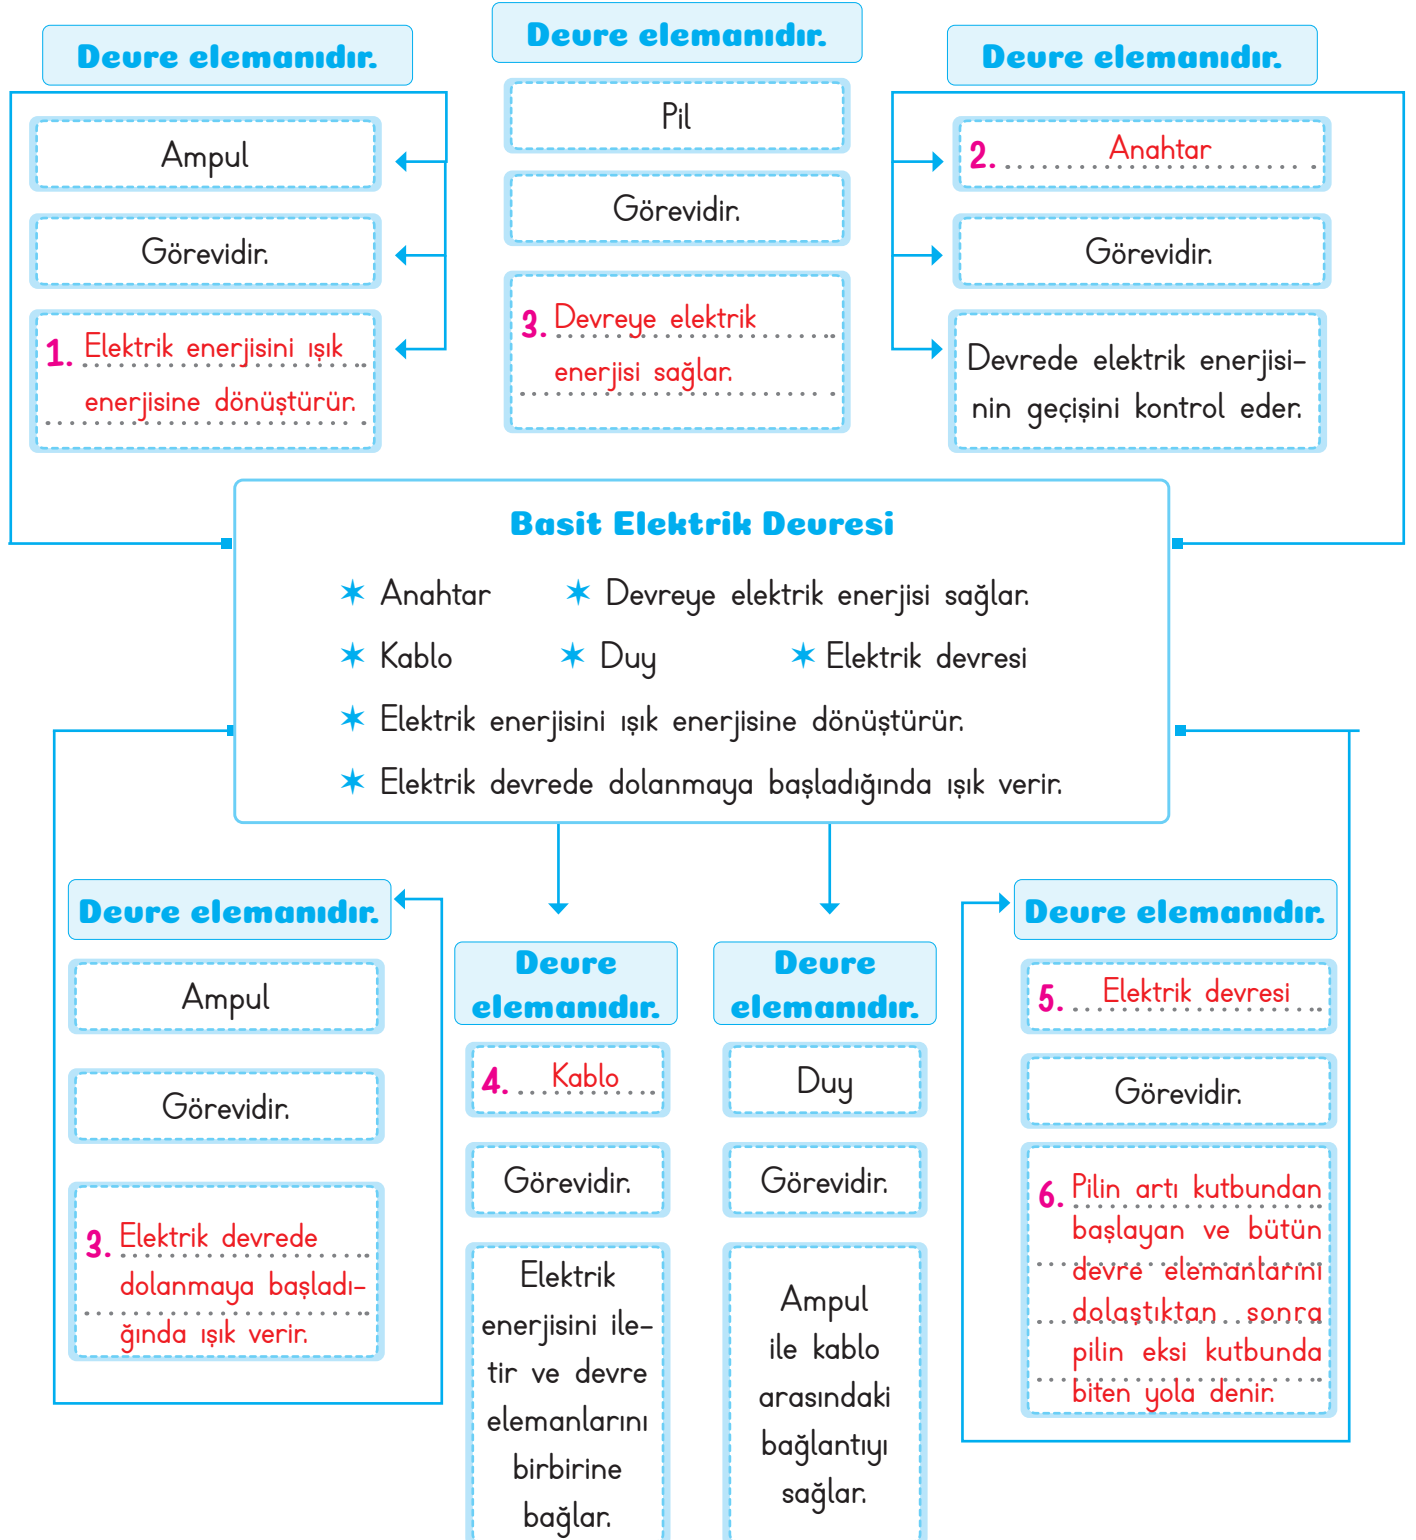 Devre elemanıdır.
Ampul
Görevidir.
1. Elektrik enerjisini ışık
enerjisine dönüştürür.
Devre elemanıdır.
Pil
Görevidir.
3. Devreye elektrik
enerjisi sağlar.
Devre elemanıdır.
2. Anahtar
Görevidir.
Devrede elektrik enerjisi-
nin geçişini kontrol eder.
Basit Elektrik Devresi
✶ Anahtar ✶ Devreye elektrik enerjisi sağlar.
✶ Kablo ✶ Duy ✶ Elektrik devresi
✶ Elektrik enerjisini ışık enerjisine dönüştürür.
✶ Elektrik devrede dolanmaya başladığında ışık verir.
Devre elemanıdır.
Ampul
Görevidir.
3. Elektrik devrede
dolanmaya başladı-
ğında ışık verir.
Devre
elemanıdır.
4. Kablo
Görevidir.
Elektrik
enerjisini ile-
tir ve devre
elemanlarını
birbirine
bağlar.
Devre
elemanıdır.
Duy
Görevidir.
Ampul
ile kablo
arasındaki
bağlantıyı
sağlar.
Devre elemanıdır.
5. Elektrik devresi
Görevidir.
6. Pilin artı kutbundan
başlayan ve bütün
devre elemanlarını
dolaştıktan sonra
pilin eksi kutbunda
biten yola denir.